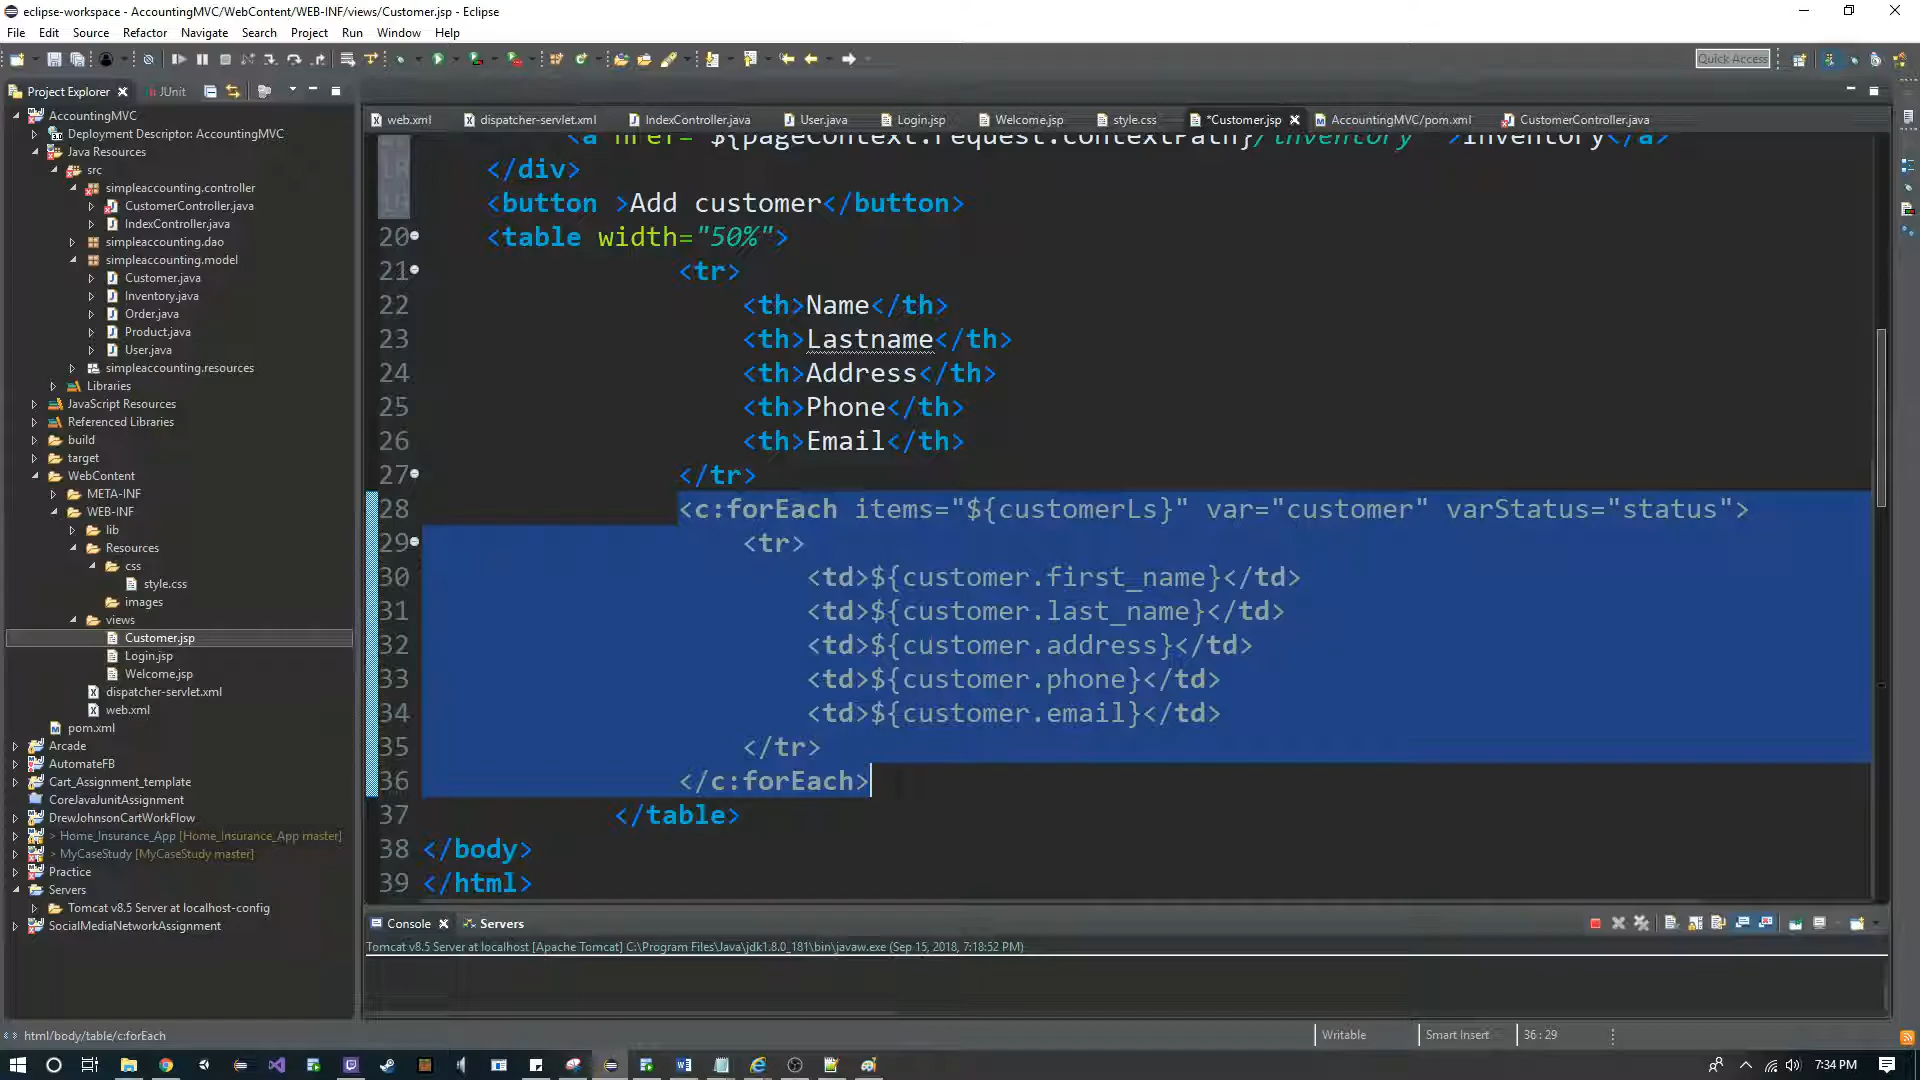 eclipse-workspace - AccountingMVC/WebContent/WEB-INF/views/Customer.jsp - Eclipse
File Edit Source Refactor Navigate Search Project Run Window Help
Quick Access
Project Explorer JUnit
web.xml dispatcher-servlet.xml IndexController.java User.java Login.jsp Welcome.jsp style.css *Customer.jsp AccountingMVC/pom.xml CustomerController.java
AccountingMVC
Deployment Descriptor: AccountingMVC
Java Resources
src
simpleaccounting.controller
CustomerController.java
IndexController.java
simpleaccounting.dao
simpleaccounting.model
Customer.java
Inventory.java
Order.java
Product.java
User.java
simpleaccounting.resources
Libraries
JavaScript Resources
Referenced Libraries
build
target
WebContent
META-INF
WEB-INF
lib
Resources
css
style.css
images
views
Customer.jsp
Login.jsp
Welcome.jsp
dispatcher-servlet.xml
web.xml
pom.xml
Arcade
AutomateFB
Cart_Assignment_template
CoreJavaJunitAssignment
DrewJohnsonCartWorkFlow
> Home_Insurance_App [Home_Insurance_App master]
> MyCaseStudy [MyCaseStudy master]
Practice
Servers
Tomcat v8.5 Server at localhost-config
SocialMediaNetworkAssignment
<a href="${pageContext.request.contextPath}/inventory" >Inventory</a>
</div>
<button >Add customer</button>
20 <table width="50%">
21 <tr>
22 <th>Name</th>
23 <th>Lastname</th>
24 <th>Address</th>
25 <th>Phone</th>
26 <th>Email</th>
27 </tr>
28 <c:forEach items="${customerLs}" var="customer" varStatus="status">
29 <tr>
30 <td>${customer.first_name}</td>
31 <td>${customer.last_name}</td>
32 <td>${customer.address}</td>
33 <td>${customer.phone}</td>
34 <td>${customer.email}</td>
35 </tr>
36 </c:forEach>
37 </table>
38 </body>
39 </html>
Console Servers
Tomcat v8.5 Server at localhost [Apache Tomcat] C:\Program Files\Java\jdk1.8.0_181\bin\javaw.exe (Sep 15, 2018, 7:18:52 PM)
html/body/table/c:forEach Writable Smart Insert 36 : 29
7:34 PM